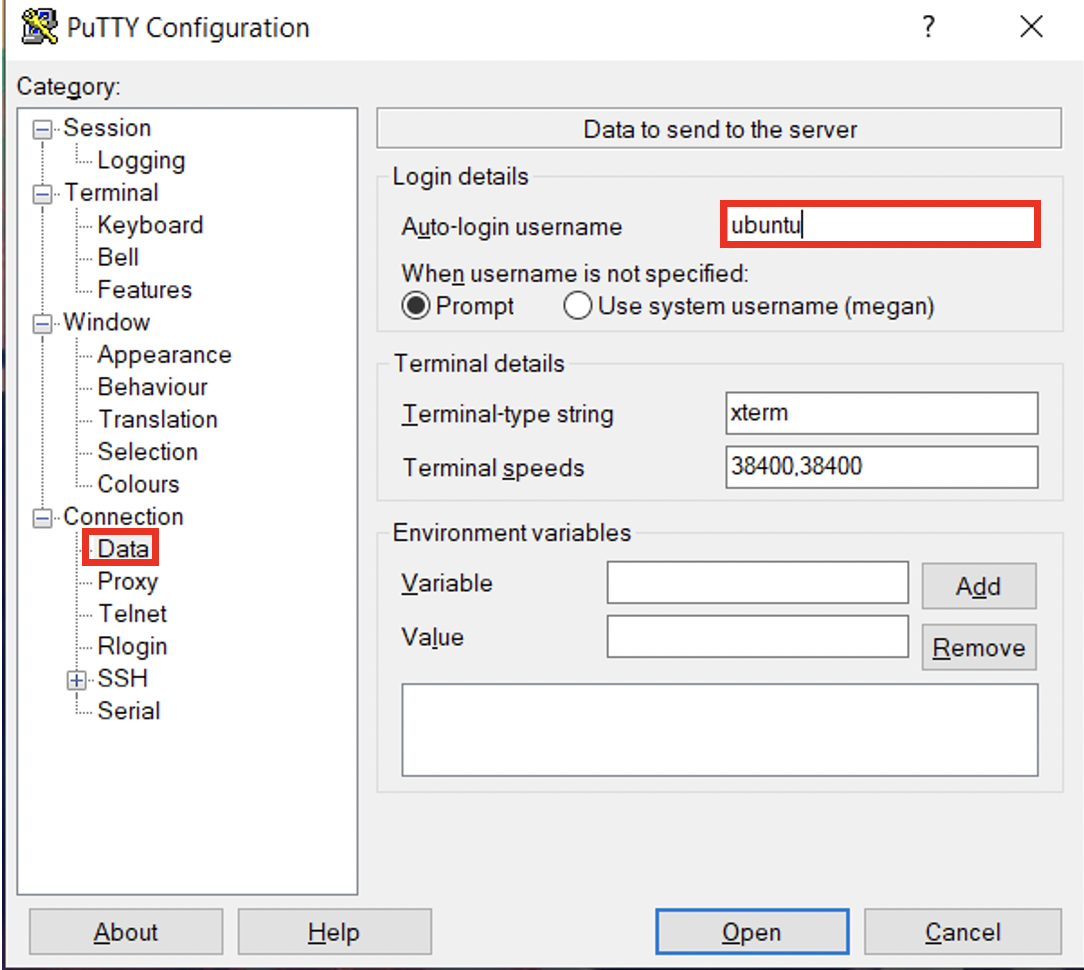 PuTTY Configuration
?
Category:
Session
Logging
Terminal
Keyboard
Bell
Features
Window
Appearance
Behaviour
Translation
Selection
Colours
Connection
Data
Proxy
Telnet
Rlogin
SSH
Serial
Data to send to the server
Login details
Auto-login username ubuntu
When username is not specified:
Prompt Use system username (megan)
Terminal details
Terminal-type string xterm
Terminal speeds 38400,38400
Environment variables
Variable Add
Value Remove
About Help Open Cancel